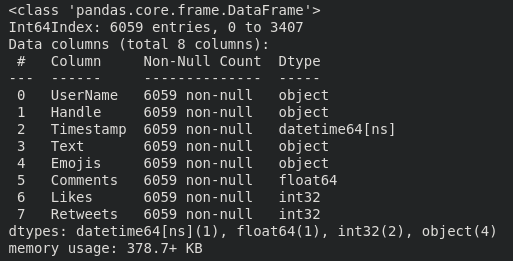 <class 'pandas.core.frame.DataFrame'>
Int64Index: 6059 entries, 0 to 3407
Data columns (total 8 columns):
 #   Column     Non-Null Count  Dtype
---  ------     --------------  -----
 0   UserName   6059 non-null   object
 1   Handle     6059 non-null   object
 2   Timestamp  6059 non-null   datetime64[ns]
 3   Text       6059 non-null   object
 4   Emojis     6059 non-null   object
 5   Comments   6059 non-null   float64
 6   Likes      6059 non-null   int32
 7   Retweets   6059 non-null   int32
dtypes: datetime64[ns](1), float64(1), int32(2), object(4)
memory usage: 378.7+ KB